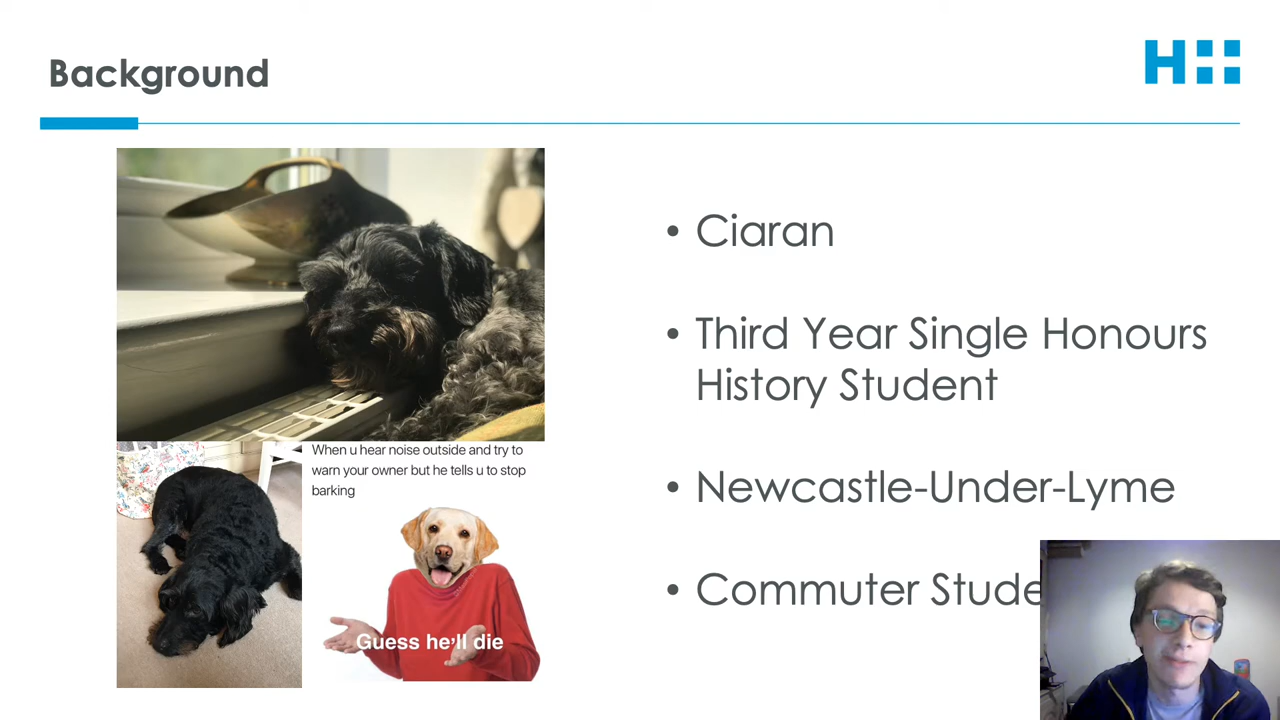 Background
H
When u hear noise outside and try to
warn your owner but he tells u to stop
barking
Guess he'll die
• Ciaran
• Third Year Single Honours
History Student
• Newcastle-Under-Lyme
• Commuter Stude